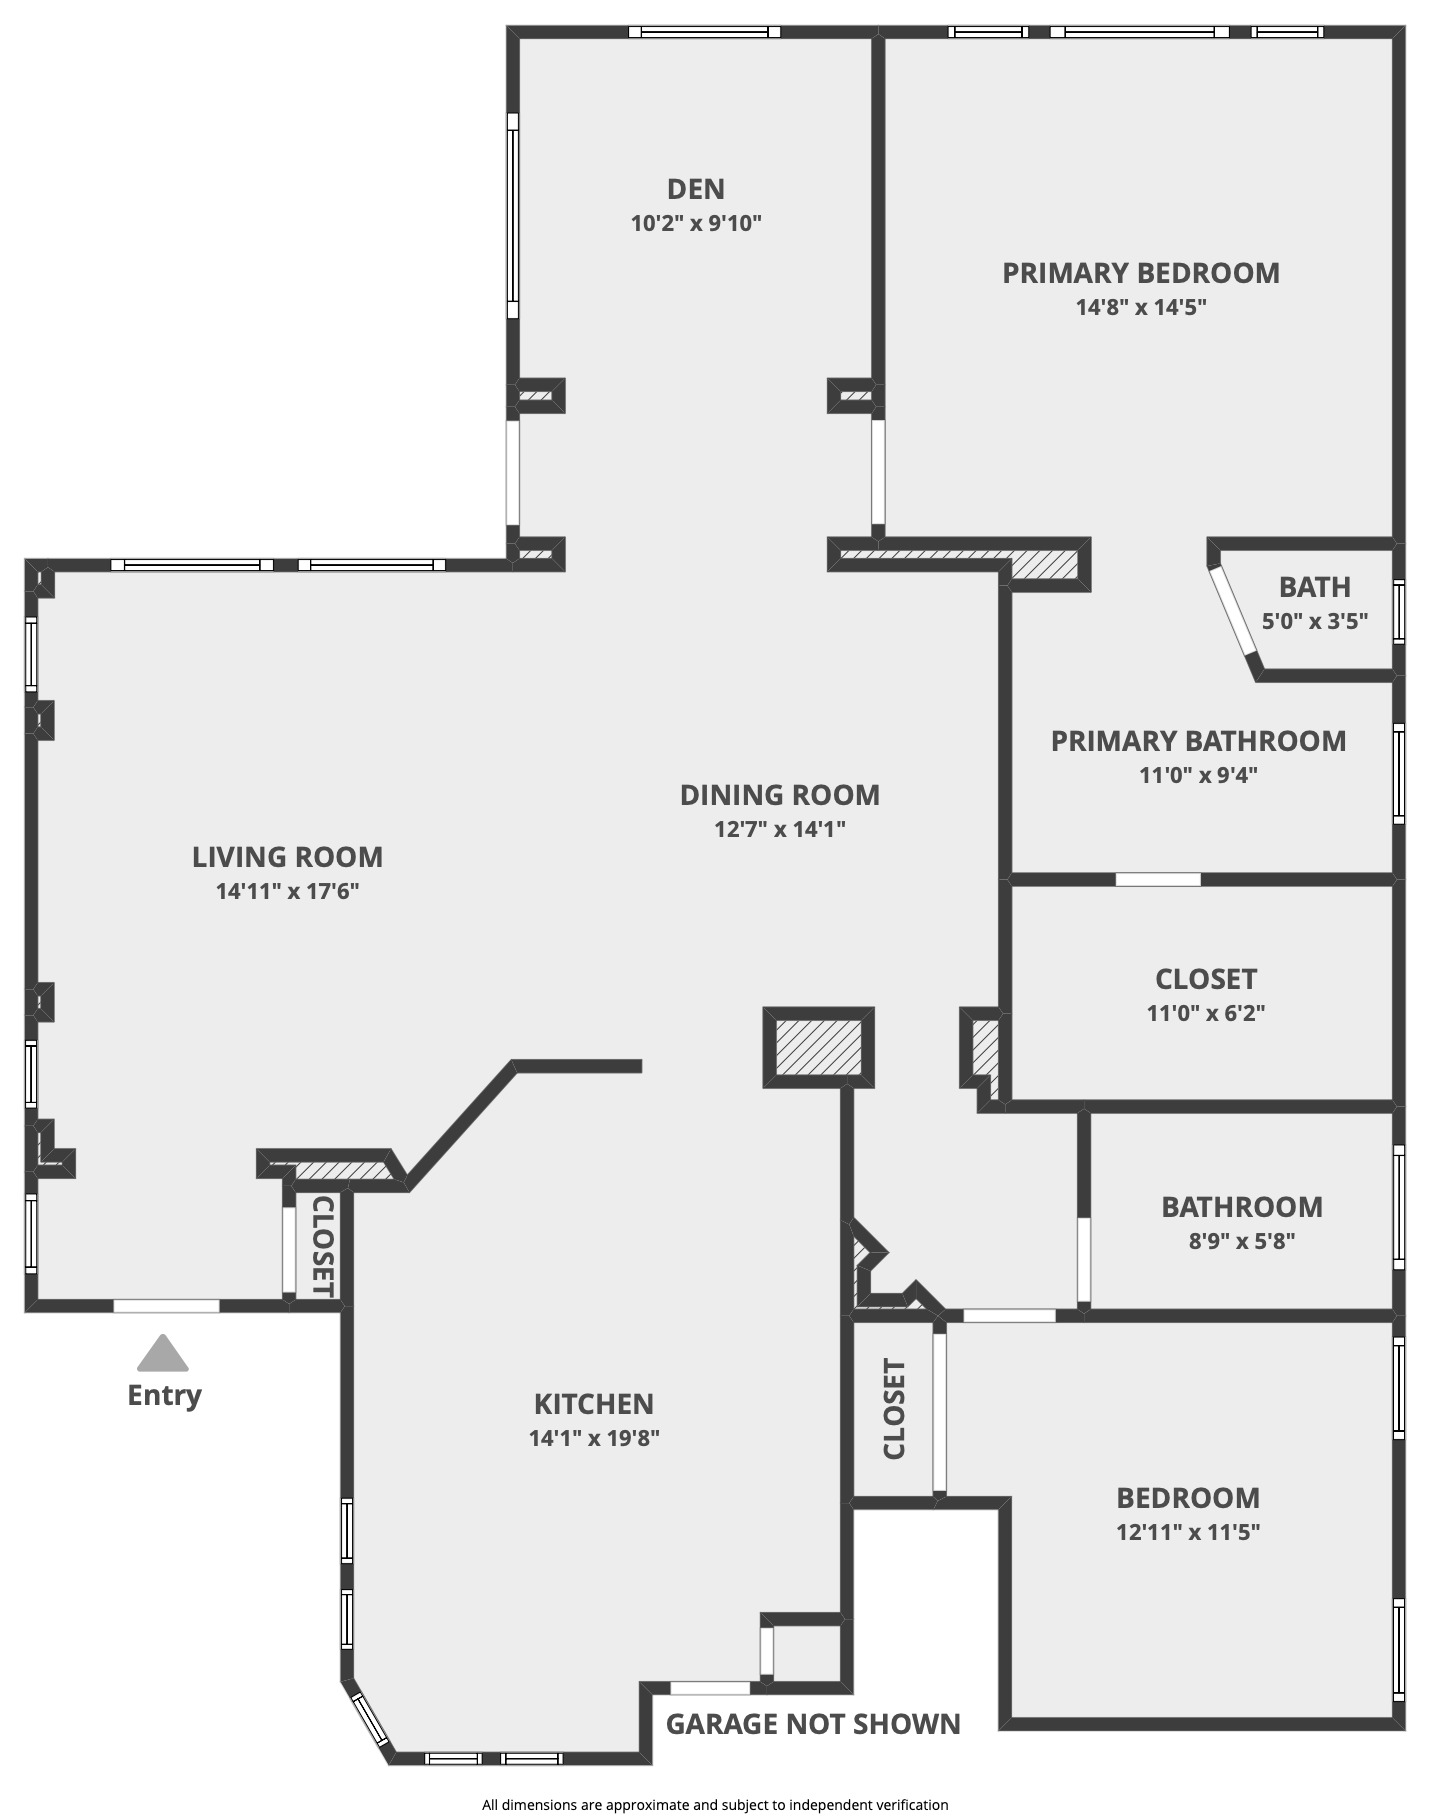 DEN
10'2" x 9'10"
PRIMARY BEDROOM
14'8" x 14'5"
BATH
5'0" x 3'5"
PRIMARY BATHROOM
11'0" x 9'4"
DINING ROOM
12'7" x 14'1"
LIVING ROOM
14'11" x 17'6"
CLOSET
11'0" x 6'2"
BATHROOM
8'9" x 5'8"
CLOSET
Entry
KITCHEN
14'1" x 19'8"
CLOSET
BEDROOM
12'11" x 11'5"
GARAGE NOT SHOWN
All dimensions are approximate and subject to independent verification